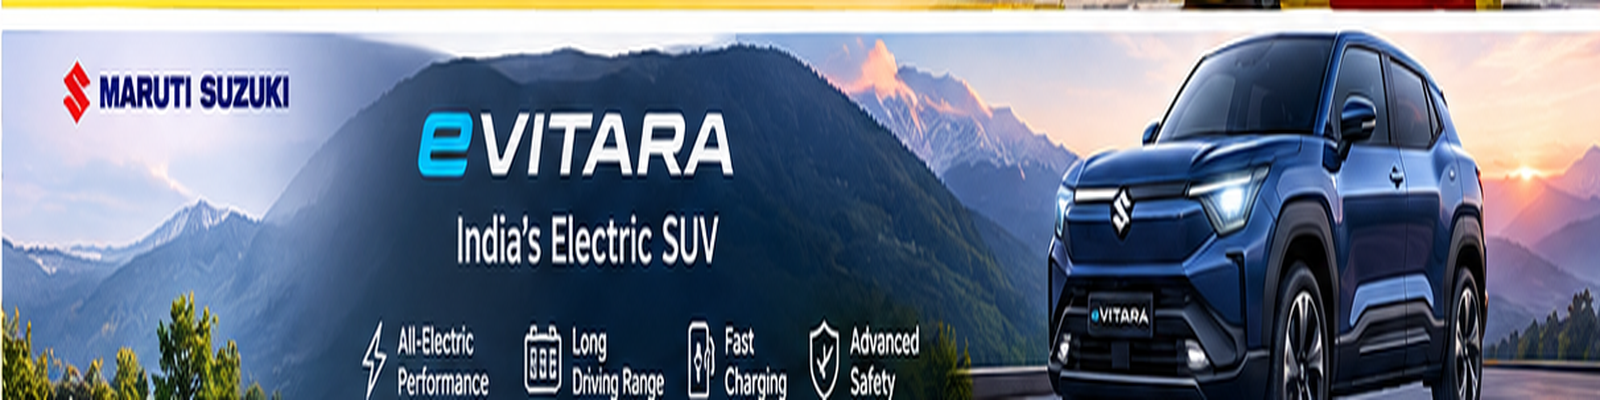 MARUTI SUZUKI
eVITARA
India's Electric SUV
All-Electric
Performance
Long
Driving Range
Fast
Charging
Advanced
Safety
eVITARA